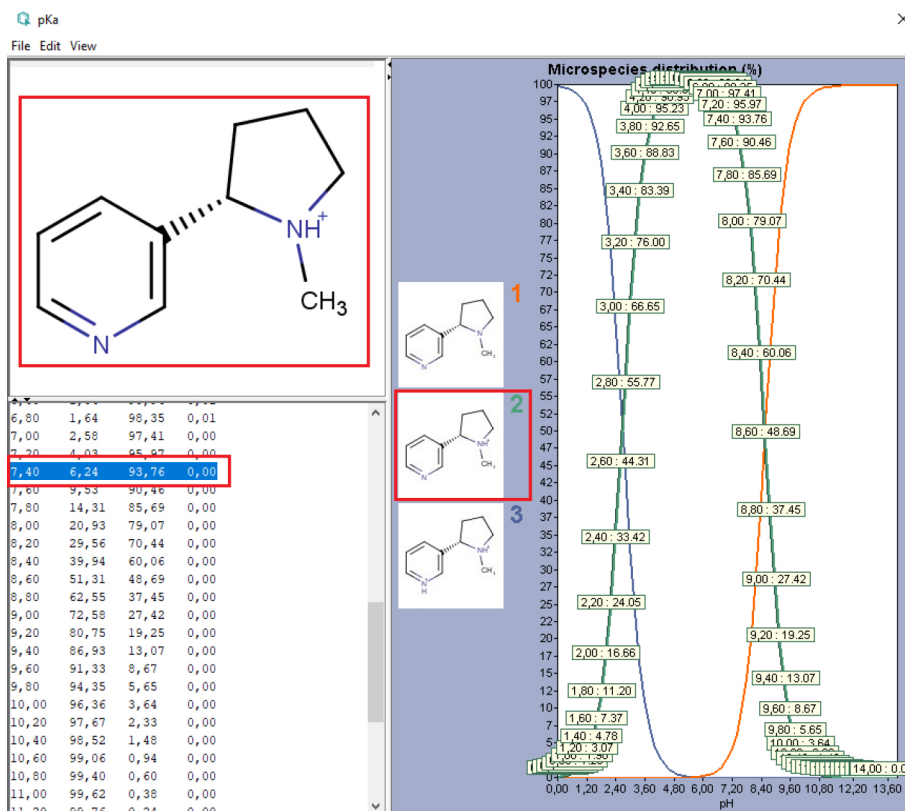 pKa
File Edit View
NH+
CH3
N
6,80 1,64 98,35 0,01
7,00 2,58 97,41 0,00
7,20 4,03 95,97 0,00
7,40 6,24 93,76 0,00
7,60 9,53 90,46 0,00
7,80 14,31 85,69 0,00
8,00 20,93 79,07 0,00
8,20 29,56 70,44 0,00
8,40 39,94 60,06 0,00
8,60 51,31 48,69 0,00
8,80 62,55 37,45 0,00
9,00 72,58 27,42 0,00
9,20 80,75 19,25 0,00
9,40 86,93 13,07 0,00
9,60 91,33 8,67 0,00
9,80 94,35 5,65 0,00
10,00 96,36 3,64 0,00
10,20 97,67 2,33 0,00
10,40 98,52 1,48 0,00
10,60 99,06 0,94 0,00
10,80 99,40 0,60 0,00
11,00 99,62 0,38 0,00
1
N
CH3
N
2
NH+
CH3
N
3
NH+
CH3
N
H
Microspecies distribution (%)
100
97
95
92
90
87
85
82
80
77
75
72
70
67
65
62
60
57
55
52
50
47
45
42
40
37
35
32
30
27
25
22
20
17
15
12
10
7
5
2
0
4,00 : 95.23
3,80 : 92.65
3,60 : 88.83
3,40 : 83.39
3,20 : 76.00
3,00 : 66.65
2,80 : 55.77
2,60 : 44.31
2,40 : 33.42
2,20 : 24.05
2,00 : 16.66
1,80 : 11.20
1,60 : 7.37
1,40 : 4.78
1,20 : 3.07
7,00 : 97.41
7,20 : 95.97
7,40 : 93.76
7,60 : 90.46
7,80 : 85.69
8,00 : 79.07
8,20 : 70.44
8,40 : 60.06
8,60 : 48.69
8,80 : 37.45
9,00 : 27.42
9,20 : 19.25
9,40 : 13.07
9,60 : 8.67
9,80 : 5.65
10,00 : 3.64
0,00 1,20 2,40 3,60 4,80 6,00 7,20 8,40 9,60 10,80 12,00 13,60
pH